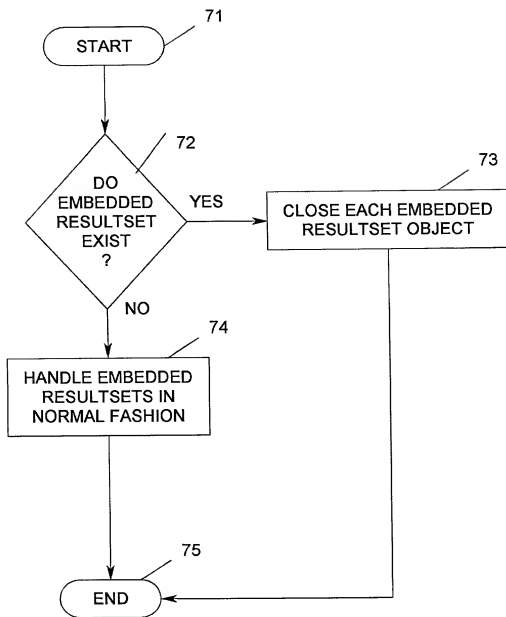 71
START
72
DO
EMBEDDED
RESULTSET
EXIST
?
YES
73
CLOSE EACH EMBEDDED
RESULTSET OBJECT
NO
74
HANDLE EMBEDDED
RESULTSETS IN
NORMAL FASHION
75
END